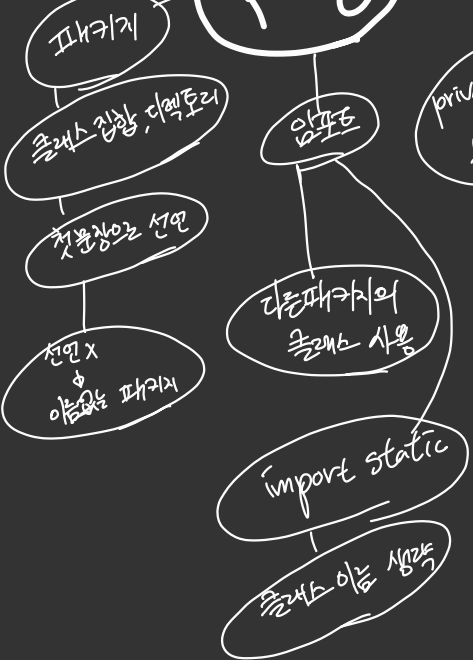 패키지
클래스 집합, 디렉토리
첫문장으로 선언
선언 X
↓
이름없는 패키지
임포트
다른패키지의
클래스 사용
import static
클래스 이름 생략
priv